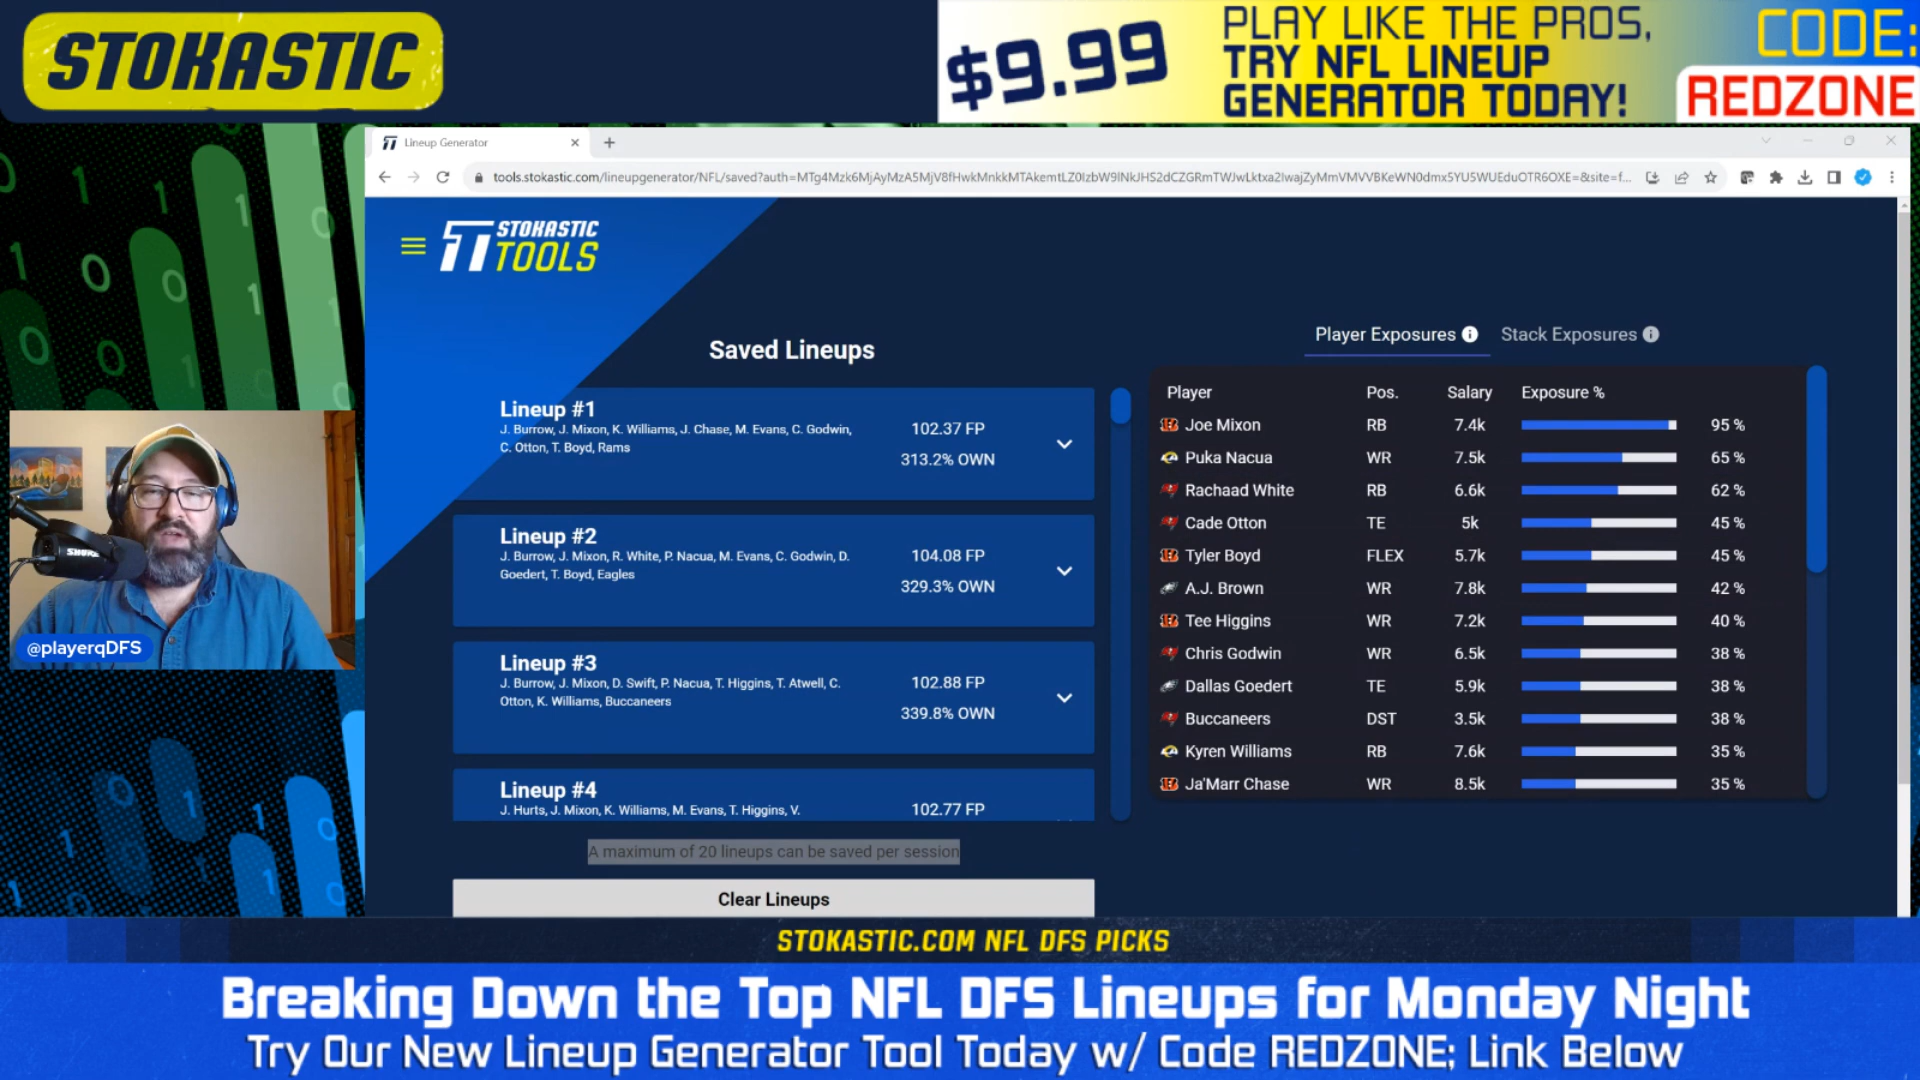 STOKASTIC
$9.99
PLAY LIKE THE PROS,
TRY NFL LINEUP
GENERATOR TODAY!
CODE:
REDZONE
Lineup Generator
STOKASTIC
TOOLS
Saved Lineups
Lineup #1
J. Burrow, J. Mixon, K. Williams, J. Chase, M. Evans, C. Godwin,
C. Otton, T. Boyd, Rams
102.37 FP
313.2% OWN
Lineup #2
J. Burrow, J. Mixon, R. White, P. Nacua, M. Evans, C. Godwin, D.
Goedert, T. Boyd, Eagles
104.08 FP
329.3% OWN
Lineup #3
J. Burrow, J. Mixon, D. Swift, P. Nacua, T. Higgins, T. Atwell, C.
Otton, K. Williams, Buccaneers
102.88 FP
339.8% OWN
Lineup #4
J. Hurts, J. Mixon, K. Williams, M. Evans, T. Higgins, V.
102.77 FP
A maximum of 20 lineups can be saved per session
Clear Lineups
Player Exposures
Stack Exposures
Player Pos. Salary Exposure %
Joe Mixon RB 7.4k 95 %
Puka Nacua WR 7.5k 65 %
Rachaad White RB 6.6k 62 %
Cade Otton TE 5k 45 %
Tyler Boyd FLEX 5.7k 45 %
A.J. Brown WR 7.8k 42 %
Tee Higgins WR 7.2k 40 %
Chris Godwin WR 6.5k 38 %
Dallas Goedert TE 5.9k 38 %
Buccaneers DST 3.5k 38 %
Kyren Williams RB 7.6k 35 %
Ja'Marr Chase WR 8.5k 35 %
SHURE
@playerqDFS
STOKASTIC.COM NFL DFS PICKS
Breaking Down the Top NFL DFS Lineups for Monday Night
Try Our New Lineup Generator Tool Today w/ Code REDZONE; Link Below